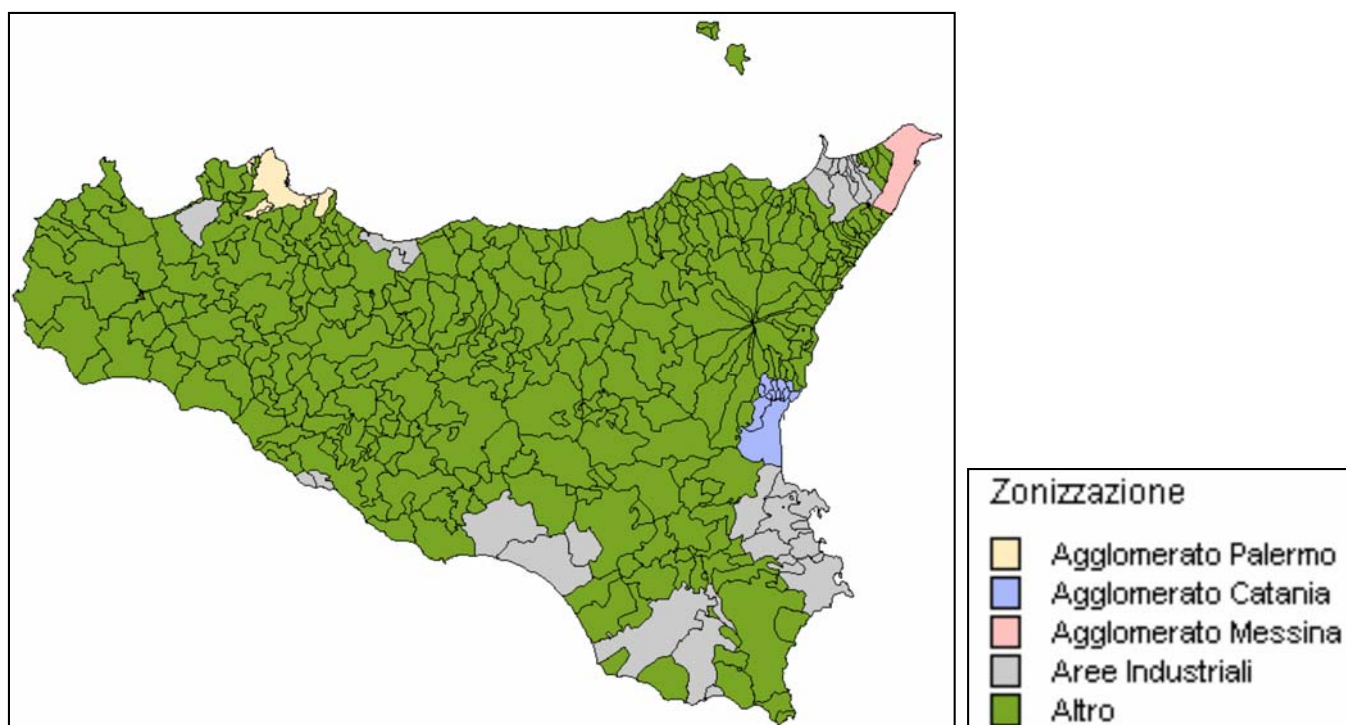 Zonizzazione
Agglomerato Palermo
Agglomerato Catania
Agglomerato Messina
Aree Industriali
Altro